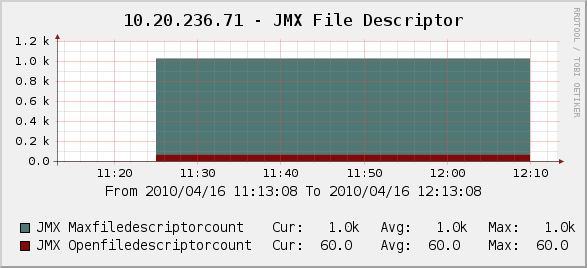 10.20.236.71 - JMX File Descriptor
RRDTOOL / TOBI OETIKER
1.2 k
1.0 k
0.8 k
0.6 k
0.4 k
0.2 k
0.0
11:20 11:30 11:40 11:50 12:00 12:10
From 2010/04/16 11:13:08 To 2010/04/16 12:13:08
JMX Maxfiledescriptorcount Cur: 1.0k Avg: 1.0k Max: 1.0k
JMX Openfiledescriptorcount Cur: 60.0 Avg: 60.0 Max: 60.0